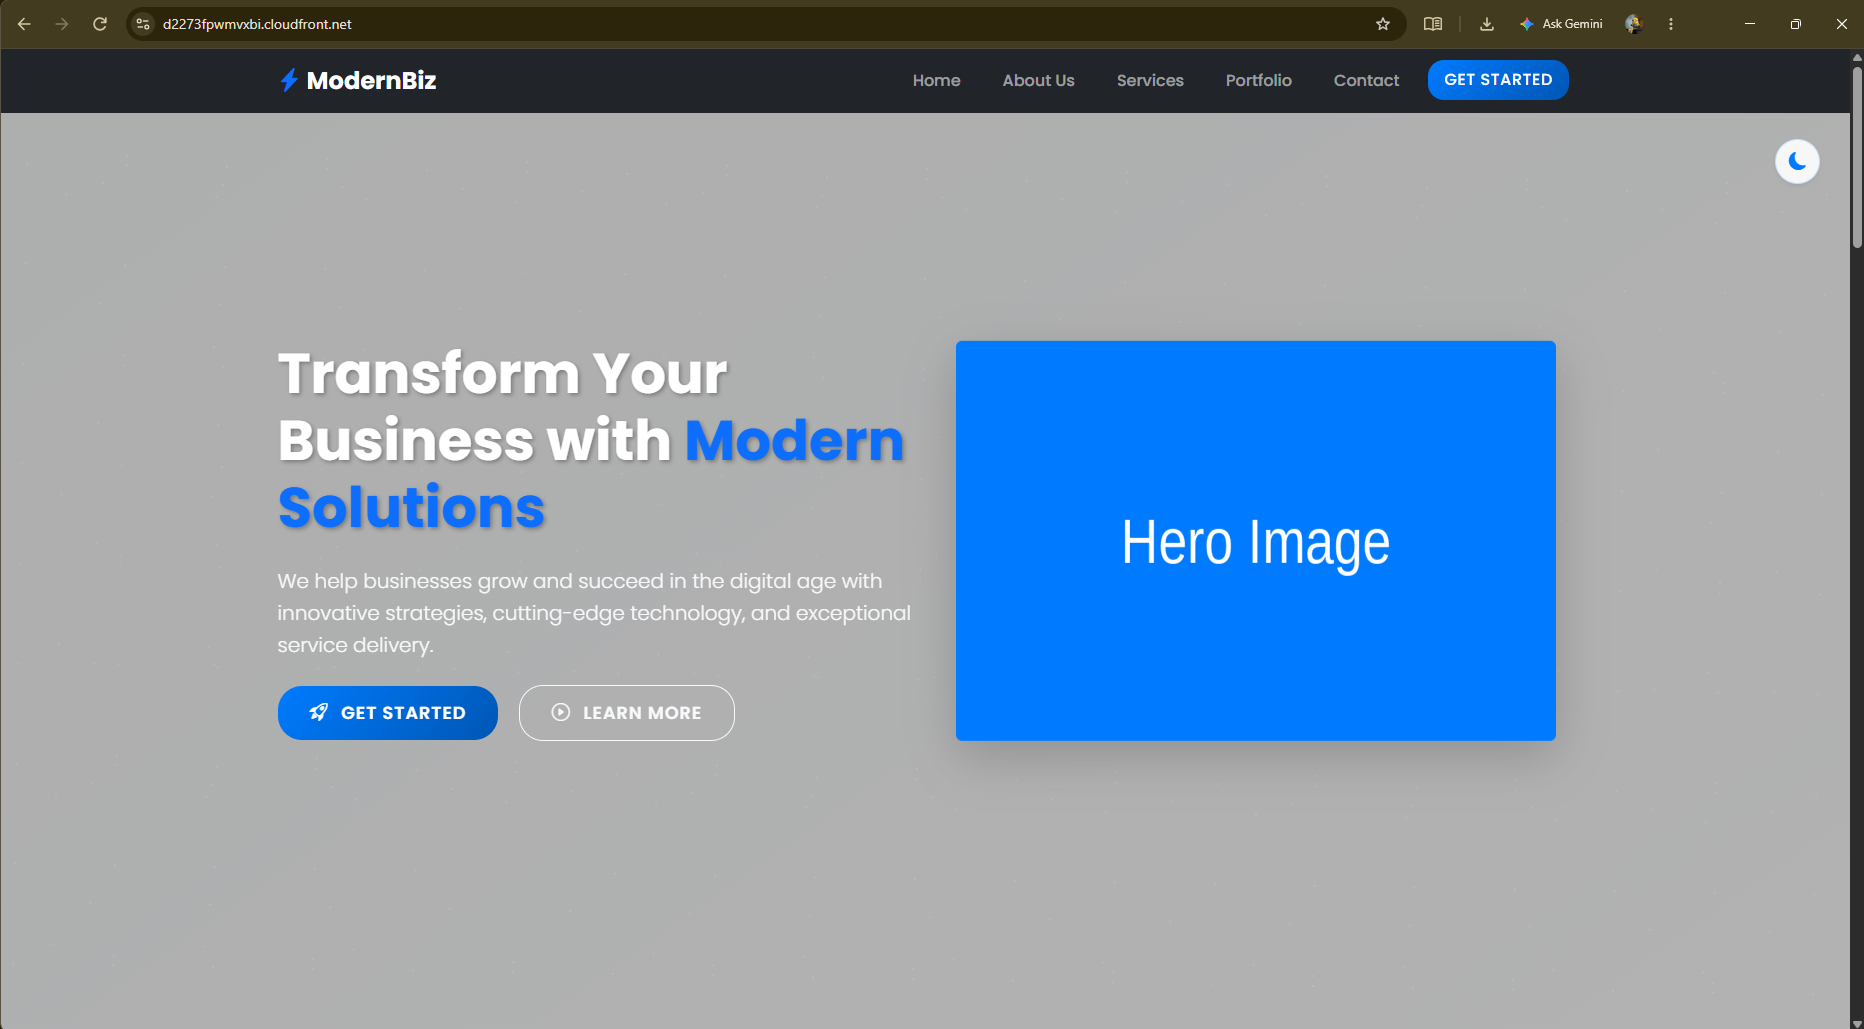 d2273fpwmvxbi.cloudfront.net
Ask Gemini
ModernBiz
Home
About Us
Services
Portfolio
Contact
GET STARTED
Transform Your
Business with Modern
Solutions
We help businesses grow and succeed in the digital age with
innovative strategies, cutting-edge technology, and exceptional
service delivery.
GET STARTED
LEARN MORE
Hero Image